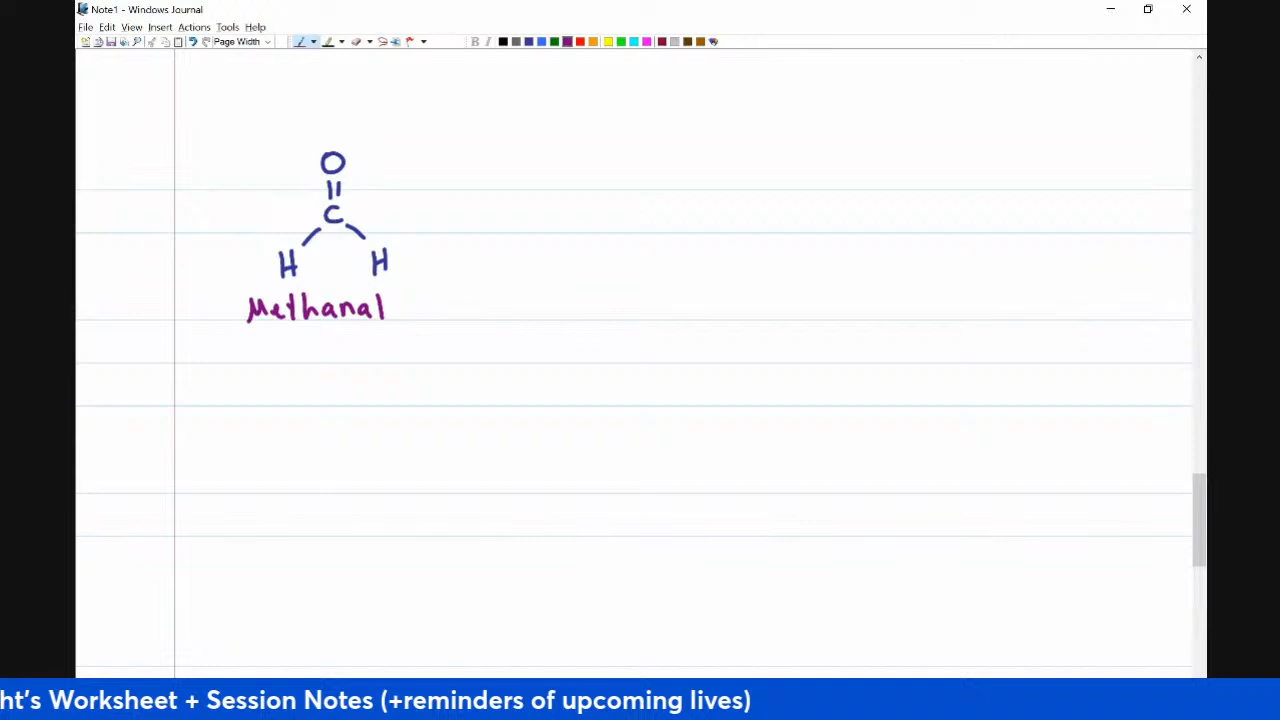 Note1 - Windows Journal
File Edit View Insert Actions Tools Help
Page Width
B I
O
C
H H
Methanal
ht's Worksheet + Session Notes (+reminders of upcoming lives)